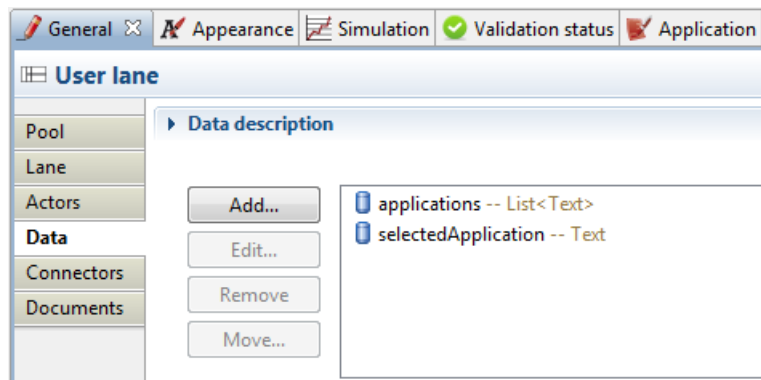 General Appearance Simulation Validation status Application
User lane
Data description
Pool
Lane
Actors
Data
Connectors
Documents
Add...
Edit...
Remove
Move...
applications -- List<Text>
selectedApplication -- Text